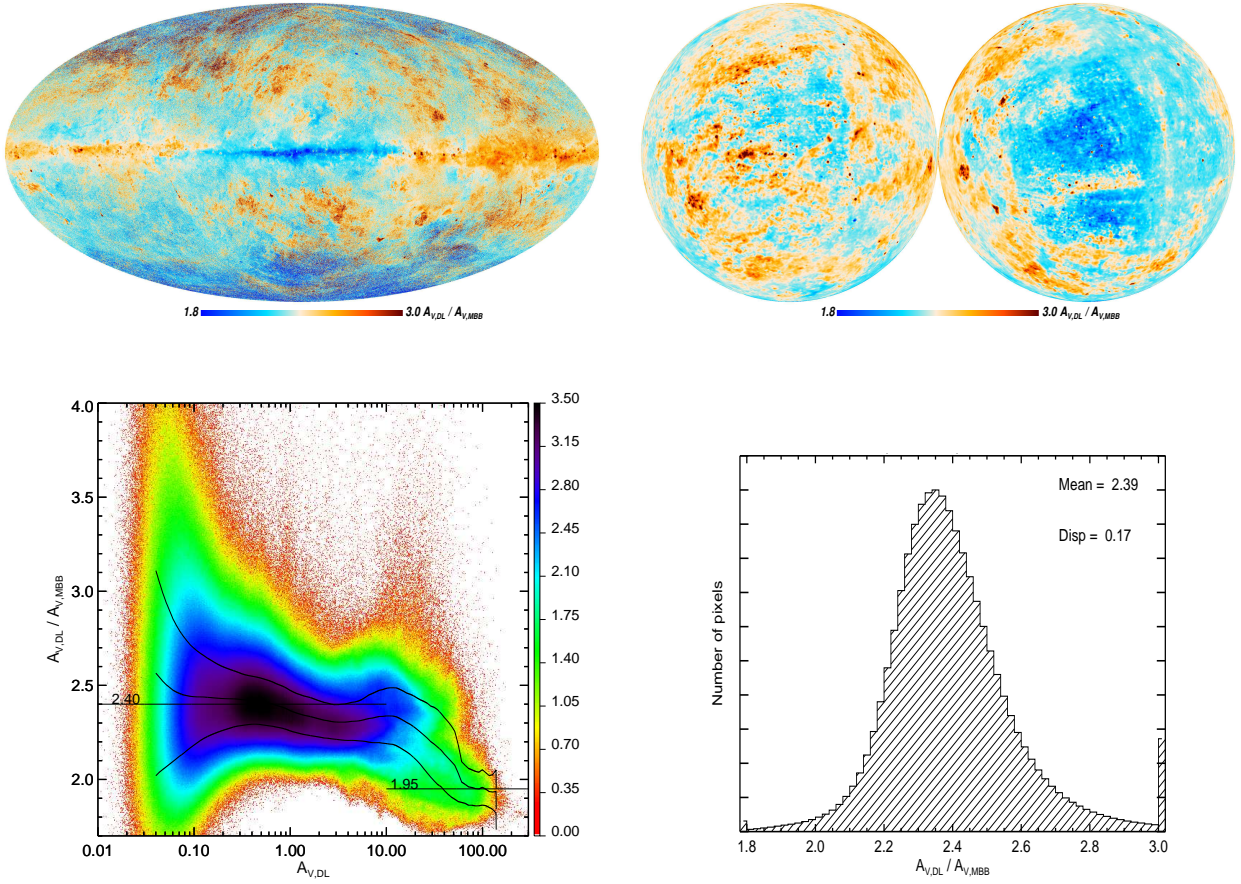 1.8 3.0 A_V,DL / A_V,MBB
1.8 3.0 A_V,DL / A_V,MBB
4.0
3.5
3.0
2.5
2.0
A_V,DL / A_V,MBB
2.40
1.95
0.01 0.10 1.00 10.00 100.00
A_V,DL
3.50
3.15
2.80
2.45
2.10
1.75
1.40
1.05
0.70
0.35
0.00
Number of pixels
Mean = 2.39
Disp = 0.17
1.8 2.0 2.2 2.4 2.6 2.8 3.0
A_V,DL / A_V,MBB